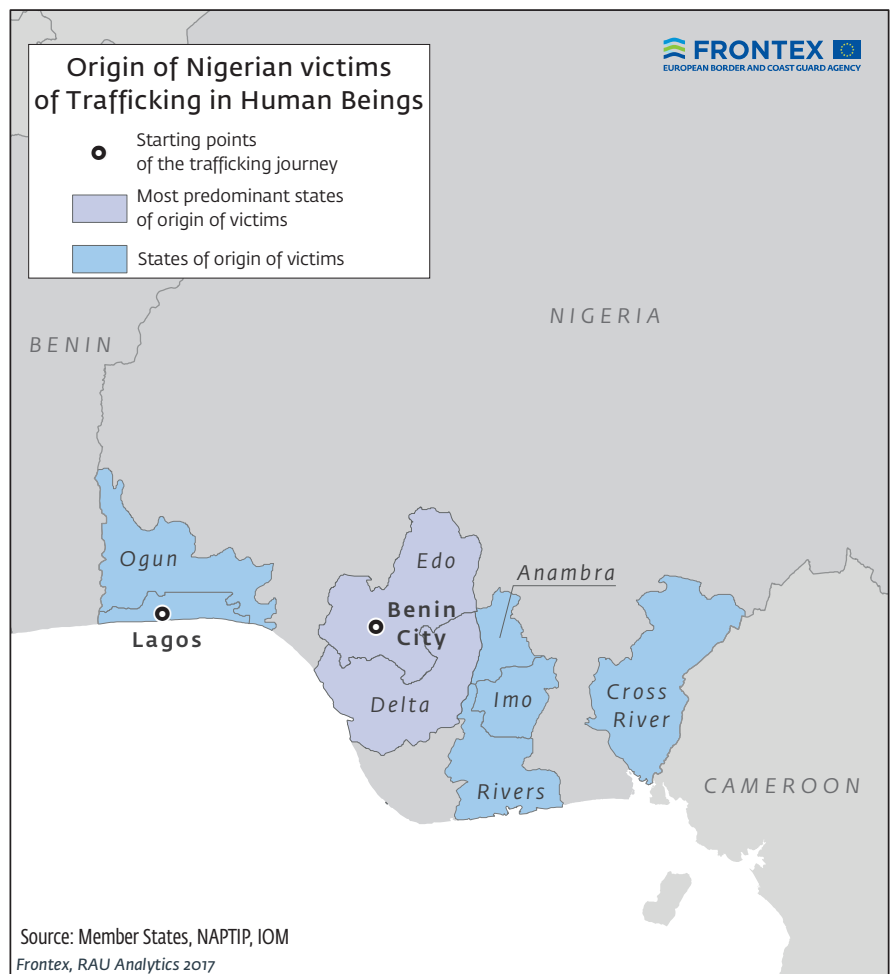 Origin of Nigerian victims
of Trafficking in Human Beings
Starting points
of the trafficking journey
Most predominant states
of origin of victims
States of origin of victims
FRONTEX
EUROPEAN BORDER AND COAST GUARD AGENCY
NIGERIA
BENIN
Ogun
Edo
Anambra
Lagos
Benin
City
Delta
Imo
Cross
River
Rivers
CAMEROON
Source: Member States, NAPTIP, IOM
Frontex, RAU Analytics 2017